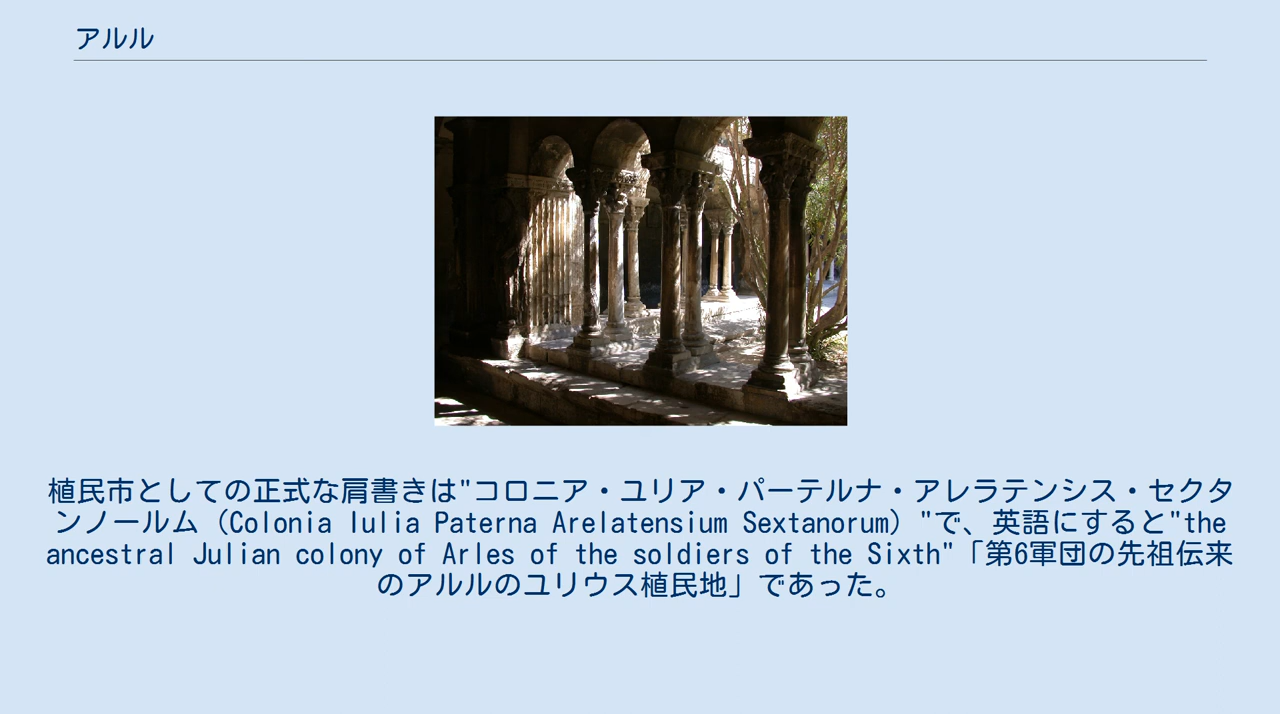 アルル
植民市としての正式な肩書きは"コロニア・ユリア・パーテルナ・アレラテンシス・セクタ
ンノールム（Colonia Iulia Paterna Arelatensium Sextanorum）"で、英語にすると"the
ancestral Julian colony of Arles of the soldiers of the Sixth"「第6軍団の先祖伝来
のアルルのユリウス植民地」であった。